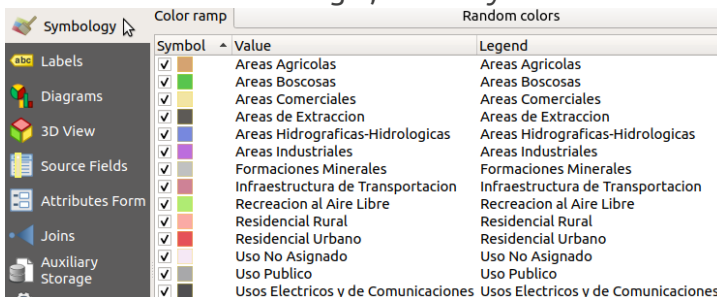 Symbology
Color ramp
Random colors
Symbol Value Legend
abc Labels
Diagrams
3D View
Source Fields
Attributes Form
Joins
Auxiliary Storage
Areas Agricolas Areas Agricolas
Areas Boscosas Areas Boscosas
Areas Comerciales Areas Comerciales
Areas de Extraccion Areas de Extraccion
Areas Hidrograficas-Hidrologicas Areas Hidrograficas-Hidrologicas
Areas Industriales Areas Industriales
Formaciones Minerales Formaciones Minerales
Infraestructura de Transportacion Infraestructura de Transportacion
Recreacion al Aire Libre Recreacion al Aire Libre
Residencial Rural Residencial Rural
Residencial Urbano Residencial Urbano
Uso No Asignado Uso No Asignado
Uso Publico Uso Publico
Usos Electricos y de Comunicaciones Usos Electricos y de Comunicaciones